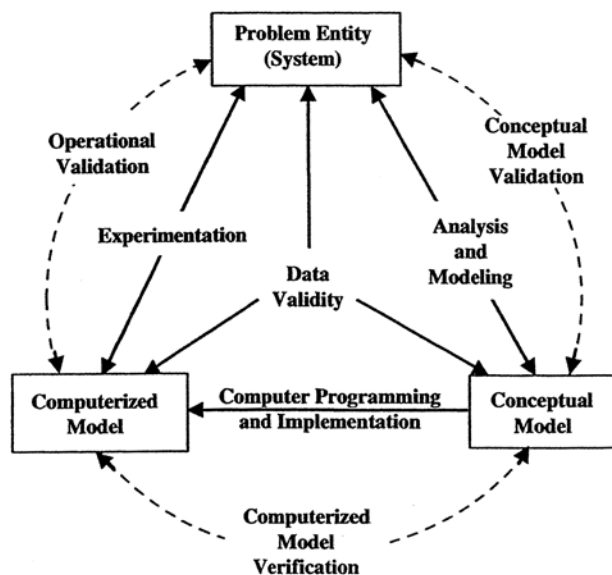 Problem Entity
(System)
Operational
Validation
Conceptual
Model
Validation
Experimentation
Analysis
and
Modeling
Data
Validity
Computerized
Model
Computer Programming
and Implementation
Conceptual
Model
Computerized
Model
Verification